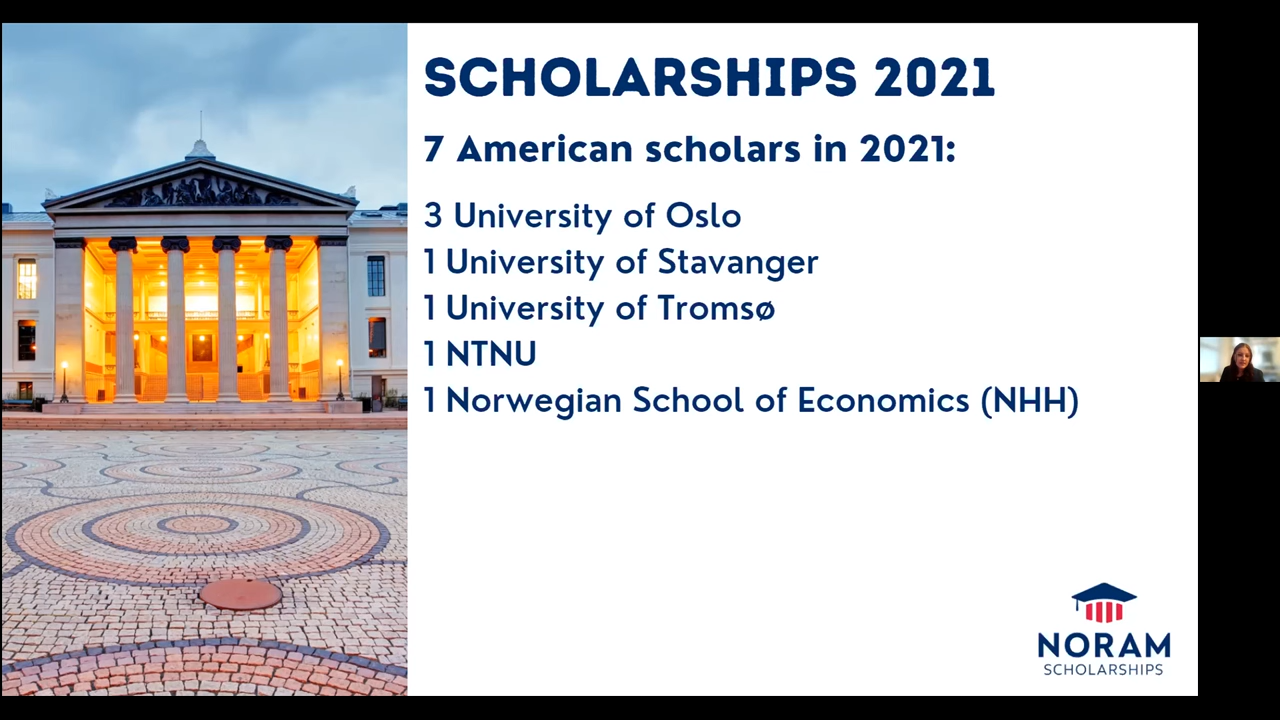 SCHOLARSHIPS 2021
7 American scholars in 2021:
3 University of Oslo
1 University of Stavanger
1 University of Tromsø
1 NTNU
1 Norwegian School of Economics (NHH)
NORAM
SCHOLARSHIPS